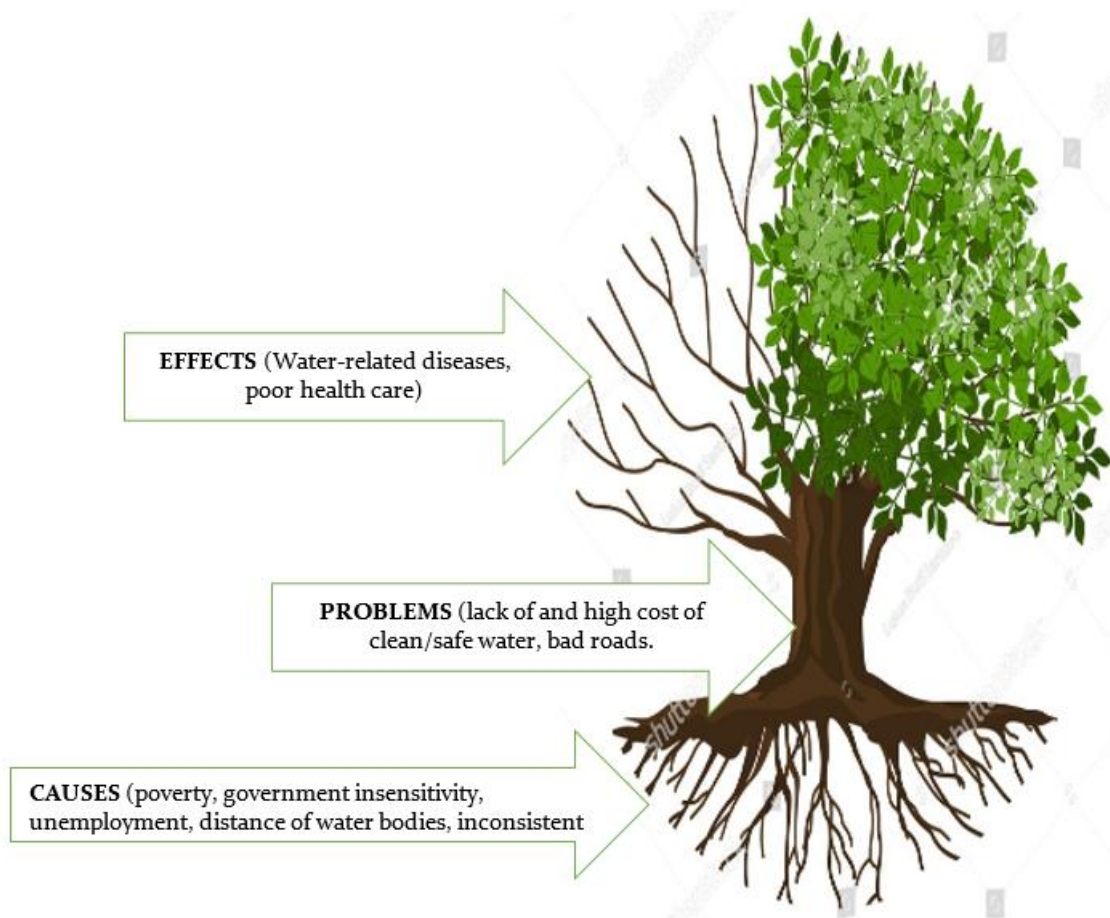 EFFECTS (Water-related diseases,
poor health care)
PROBLEMS (lack of and high cost of
clean/safe water, bad roads.
CAUSES (poverty, government insensitivity,
unemployment, distance of water bodies, inconsistent